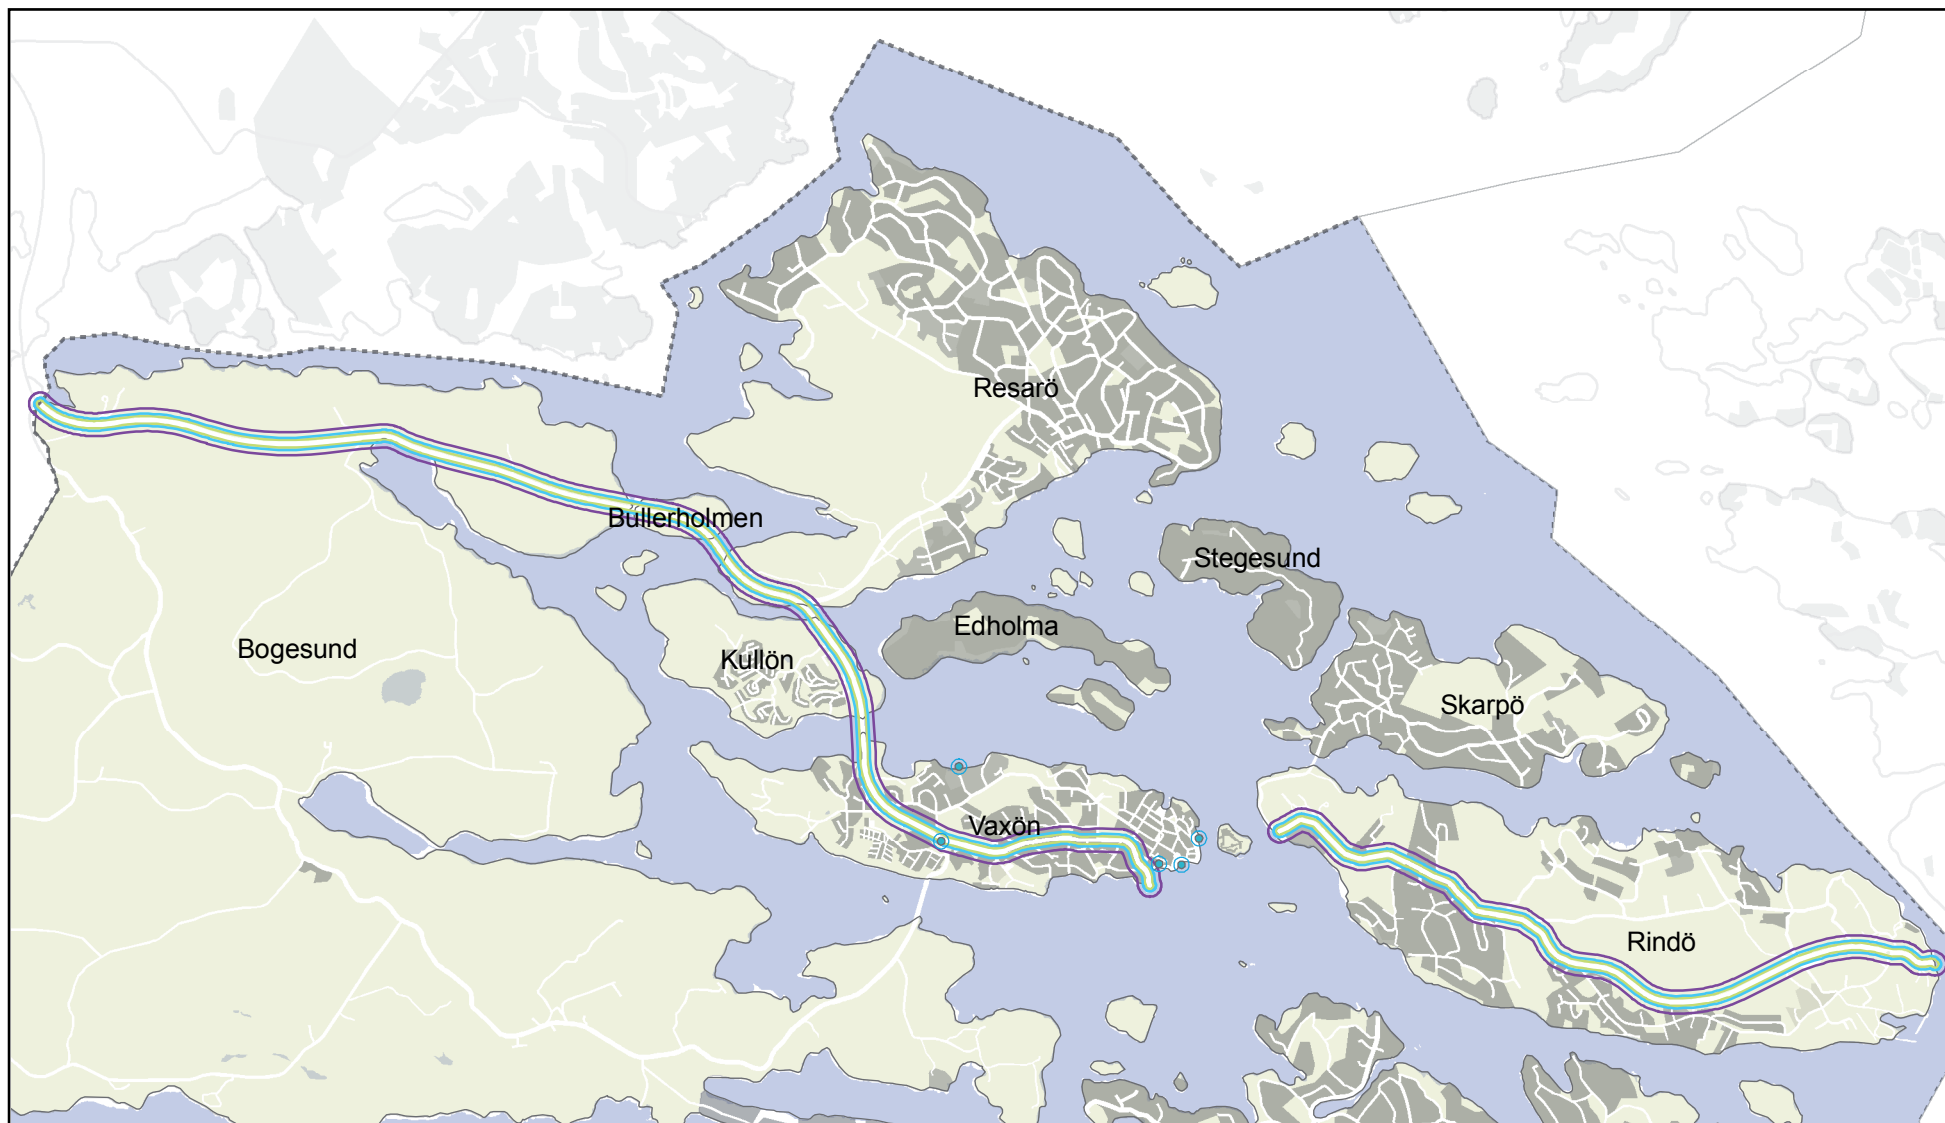 Resarö
Bullerholmen
Stegesund
Edholma
Bogesund
Kullön
Skarpö
Vaxön
Rindö